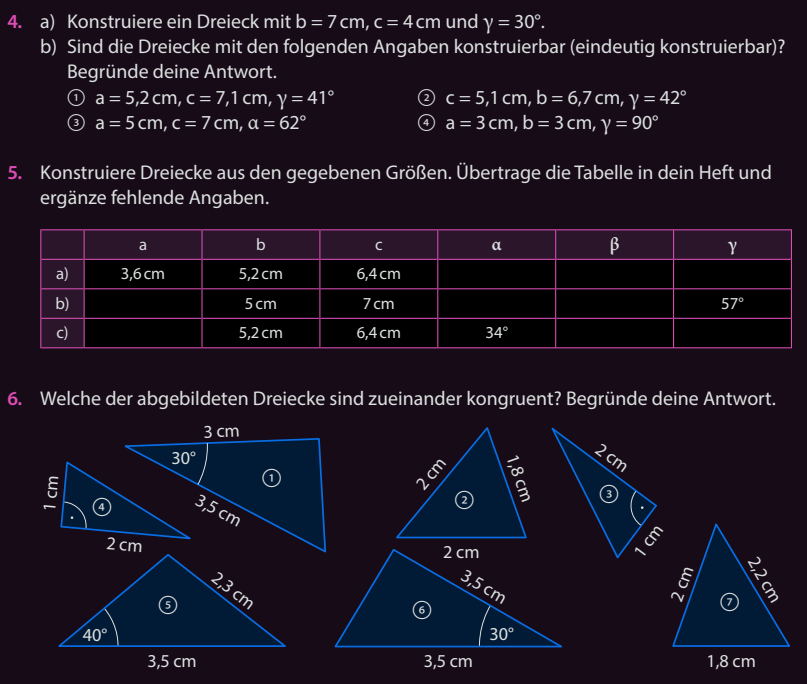 4. a) Konstruiere ein Dreieck mit b = 7 cm, c = 4 cm und γ = 30°.
b) Sind die Dreiecke mit den folgenden Angaben konstruierbar (eindeutig konstruierbar)?
Begründe deine Antwort.
① a = 5,2 cm, c = 7,1 cm, γ = 41° ② c = 5,1 cm, b = 6,7 cm, γ = 42°
③ a = 5 cm, c = 7 cm, α = 62° ④ a = 3 cm, b = 3 cm, γ = 90°
5. Konstruiere Dreiecke aus den gegebenen Größen. Übertrage die Tabelle in dein Heft und
ergänze fehlende Angaben.
a b c α β γ
a) 3,6 cm 5,2 cm 6,4 cm
b) 5 cm 7 cm 57°
c) 5,2 cm 6,4 cm 34°
6. Welche der abgebildeten Dreiecke sind zueinander kongruent? Begründe deine Antwort.
3 cm
30°
①
3,5 cm
1 cm
④
2 cm
2 cm
1,8 cm
②
2 cm
2 cm
③
1 cm
2,3 cm
⑤
40°
3,5 cm
3,5 cm
⑥
30°
3,5 cm
2 cm
2,2 cm
⑦
1,8 cm